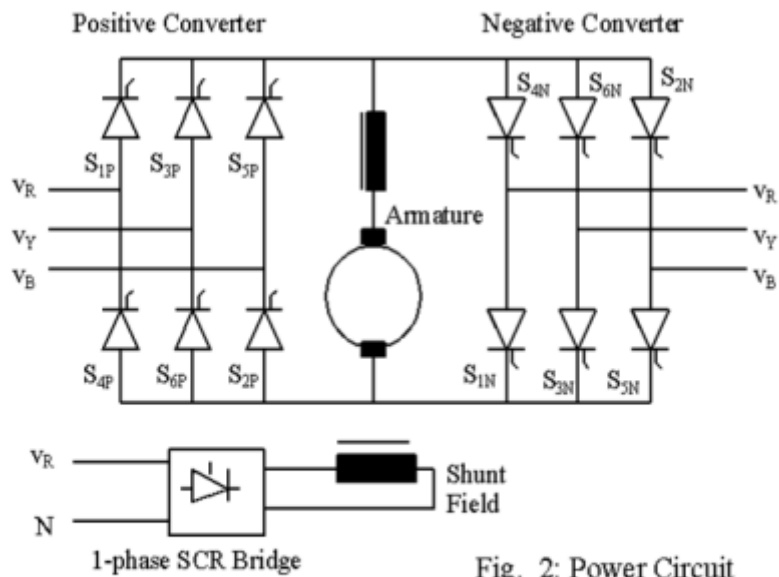 Positive Converter
Negative Converter
S4N
S6N
S2N
S1P
S3P
S5P
vR
vR
Armature
vY
vY
vB
vB
S4P
S6P
S2P
S1N
S3N
S5N
vR
Shunt
Field
N
1-phase SCR Bridge
Fig. 2: Power Circuit